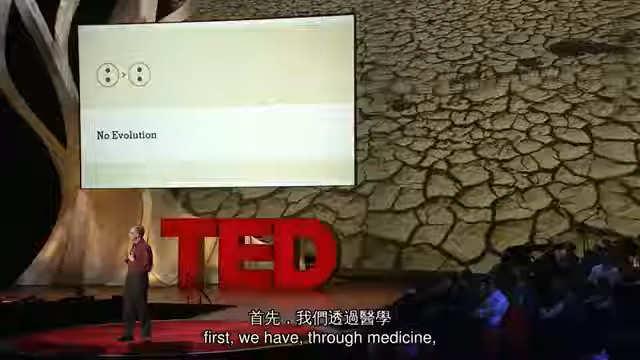 No Evolution
TED
首先，我們透過醫學
first, we have, through medicine,